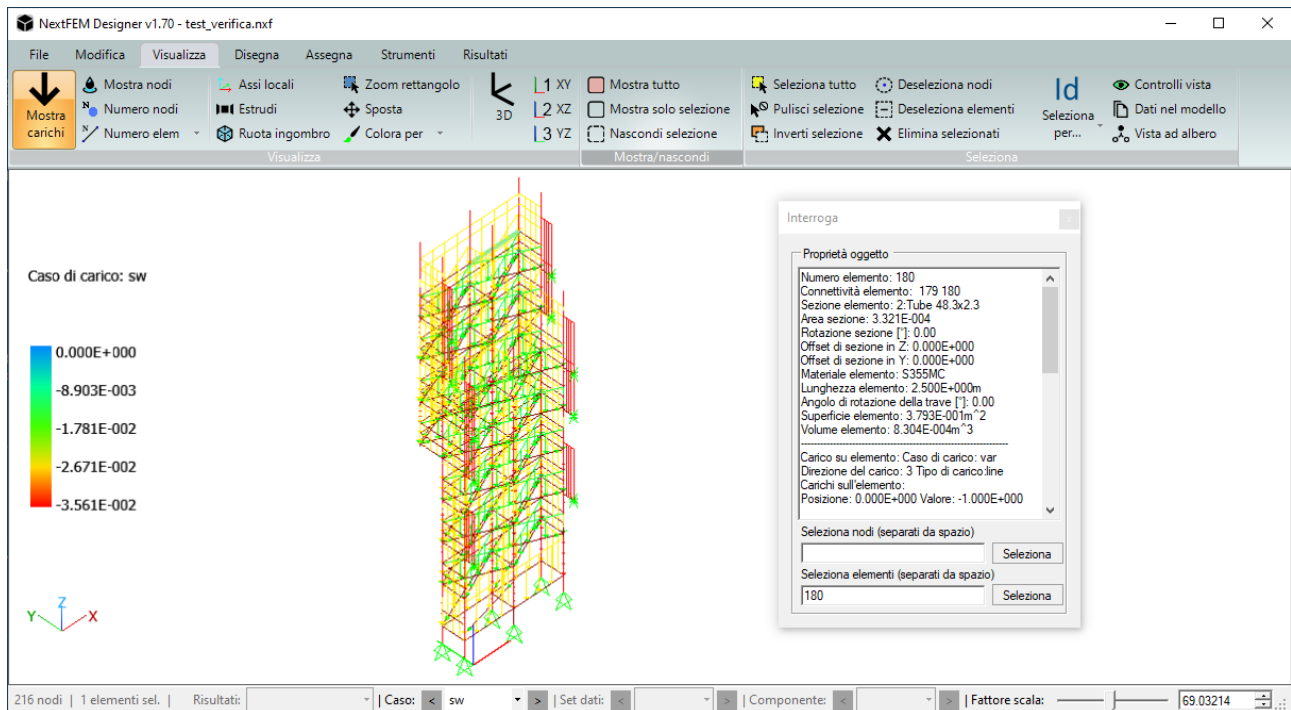 NextFEM Designer v1.70 - test_verifica.nxf
File Modifica Visualizza Disegna Assegna Strumenti Risultati
Mostra carichi
Mostra nodi
Numero nodi
Numero elem
Assi locali
Estrudi
Ruota ingombro
Zoom rettangolo
Sposta
Colora per
3D
1 XY
2 XZ
3 YZ
Visualizza
Mostra tutto
Mostra solo selezione
Nascondi selezione
Mostra/nascondi
Seleziona tutto
Pulisci selezione
Inverti selezione
Deseleziona nodi
Deseleziona elementi
Elimina selezionati
Id
Seleziona
per...
Controlli vista
Dati nel modello
Vista ad albero
Seleziona
Caso di carico: sw
0.000E+000
-8.903E-003
-1.781E-002
-2.671E-002
-3.561E-002
Z
Y
X
Interroga
Proprietà oggetto
Numero elemento: 180
Connettività elemento: 179 180
Sezione elemento: 2:Tube 48.3x2.3
Area sezione: 3.321E-004
Rotazione sezione [°]: 0.00
Offset di sezione in Z: 0.000E+000
Offset di sezione in Y: 0.000E+000
Materiale elemento: S355MC
Lunghezza elemento: 2.500E+000m
Angolo di rotazione della trave [°]: 0.00
Superficie elemento: 3.793E-001m^2
Volume elemento: 8.304E-004m^3
Carico su elemento: Caso di carico: var
Direzione del carico: 3 Tipo di carico:line
Carichi sull'elemento:
Posizione: 0.000E+000 Valore: -1.000E+000
Seleziona nodi (separati da spazio)
Seleziona
Seleziona elementi (separati da spazio)
180 Seleziona
216 nodi | 1 elementi sel. | Risultati: | Caso: < sw > | Set dati: < > | Componente: < > | Fattore scala: 69.03214